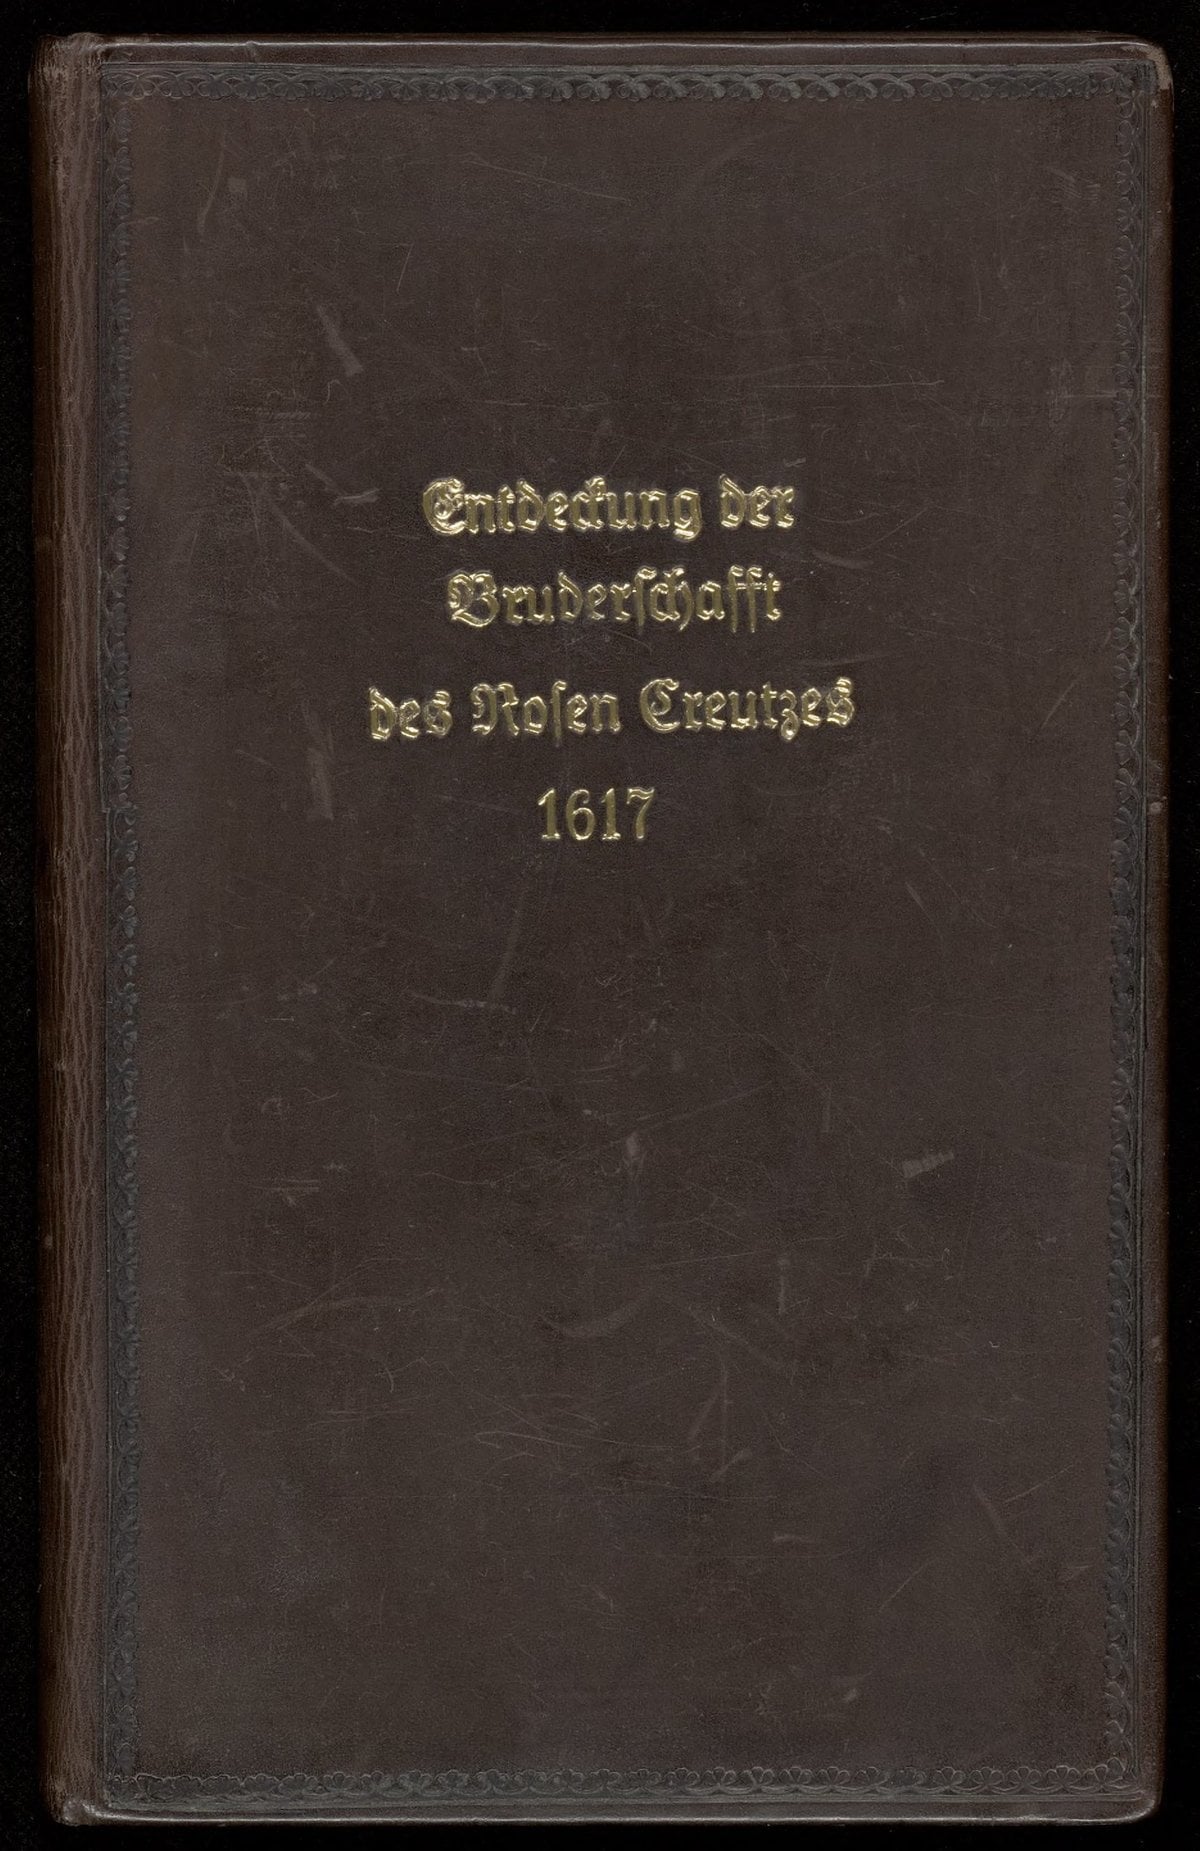 Entdeckung der
Bruderschafft
des Rosen Creutzes
1617